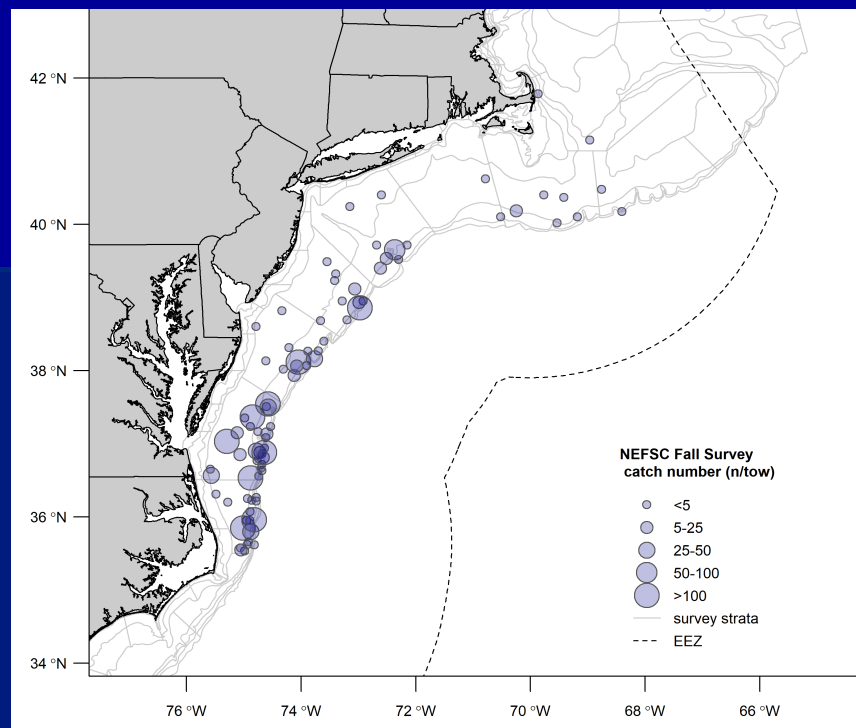 42 °N
40 °N
38 °N
36 °N
34 °N
NEFSC Fall Survey
catch number (n/tow)
<5
5-25
25-50
50-100
>100
survey strata
EEZ
76 °W
74 °W
72 °W
70 °W
68 °W
66 °W